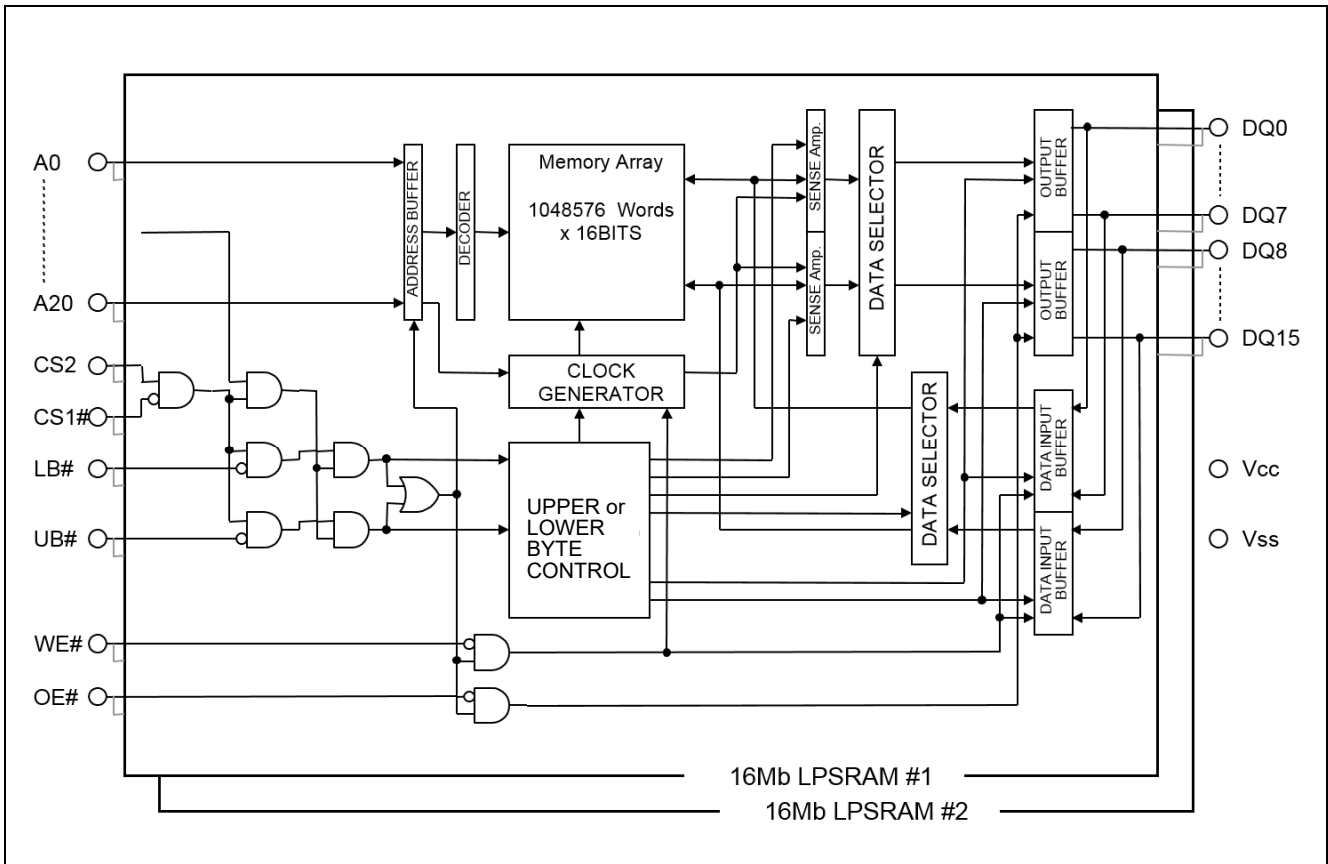 A0
A20
CS2
CS1#
LB#
UB#
WE#
OE#
ADDRESS BUFFER
DECODER
Memory Array
1048576 Words
x 16BITS
CLOCK
GENERATOR
UPPER or
LOWER
BYTE
CONTROL
SENSE Amp.
SENSE Amp.
DATA SELECTOR
DATA SELECTOR
OUTPUT
BUFFER
OUTPUT
BUFFER
DATA INPUT
BUFFER
DATA INPUT
BUFFER
DQ0
DQ7
DQ8
DQ15
Vcc
Vss
16Mb LPSRAM #1
16Mb LPSRAM #2